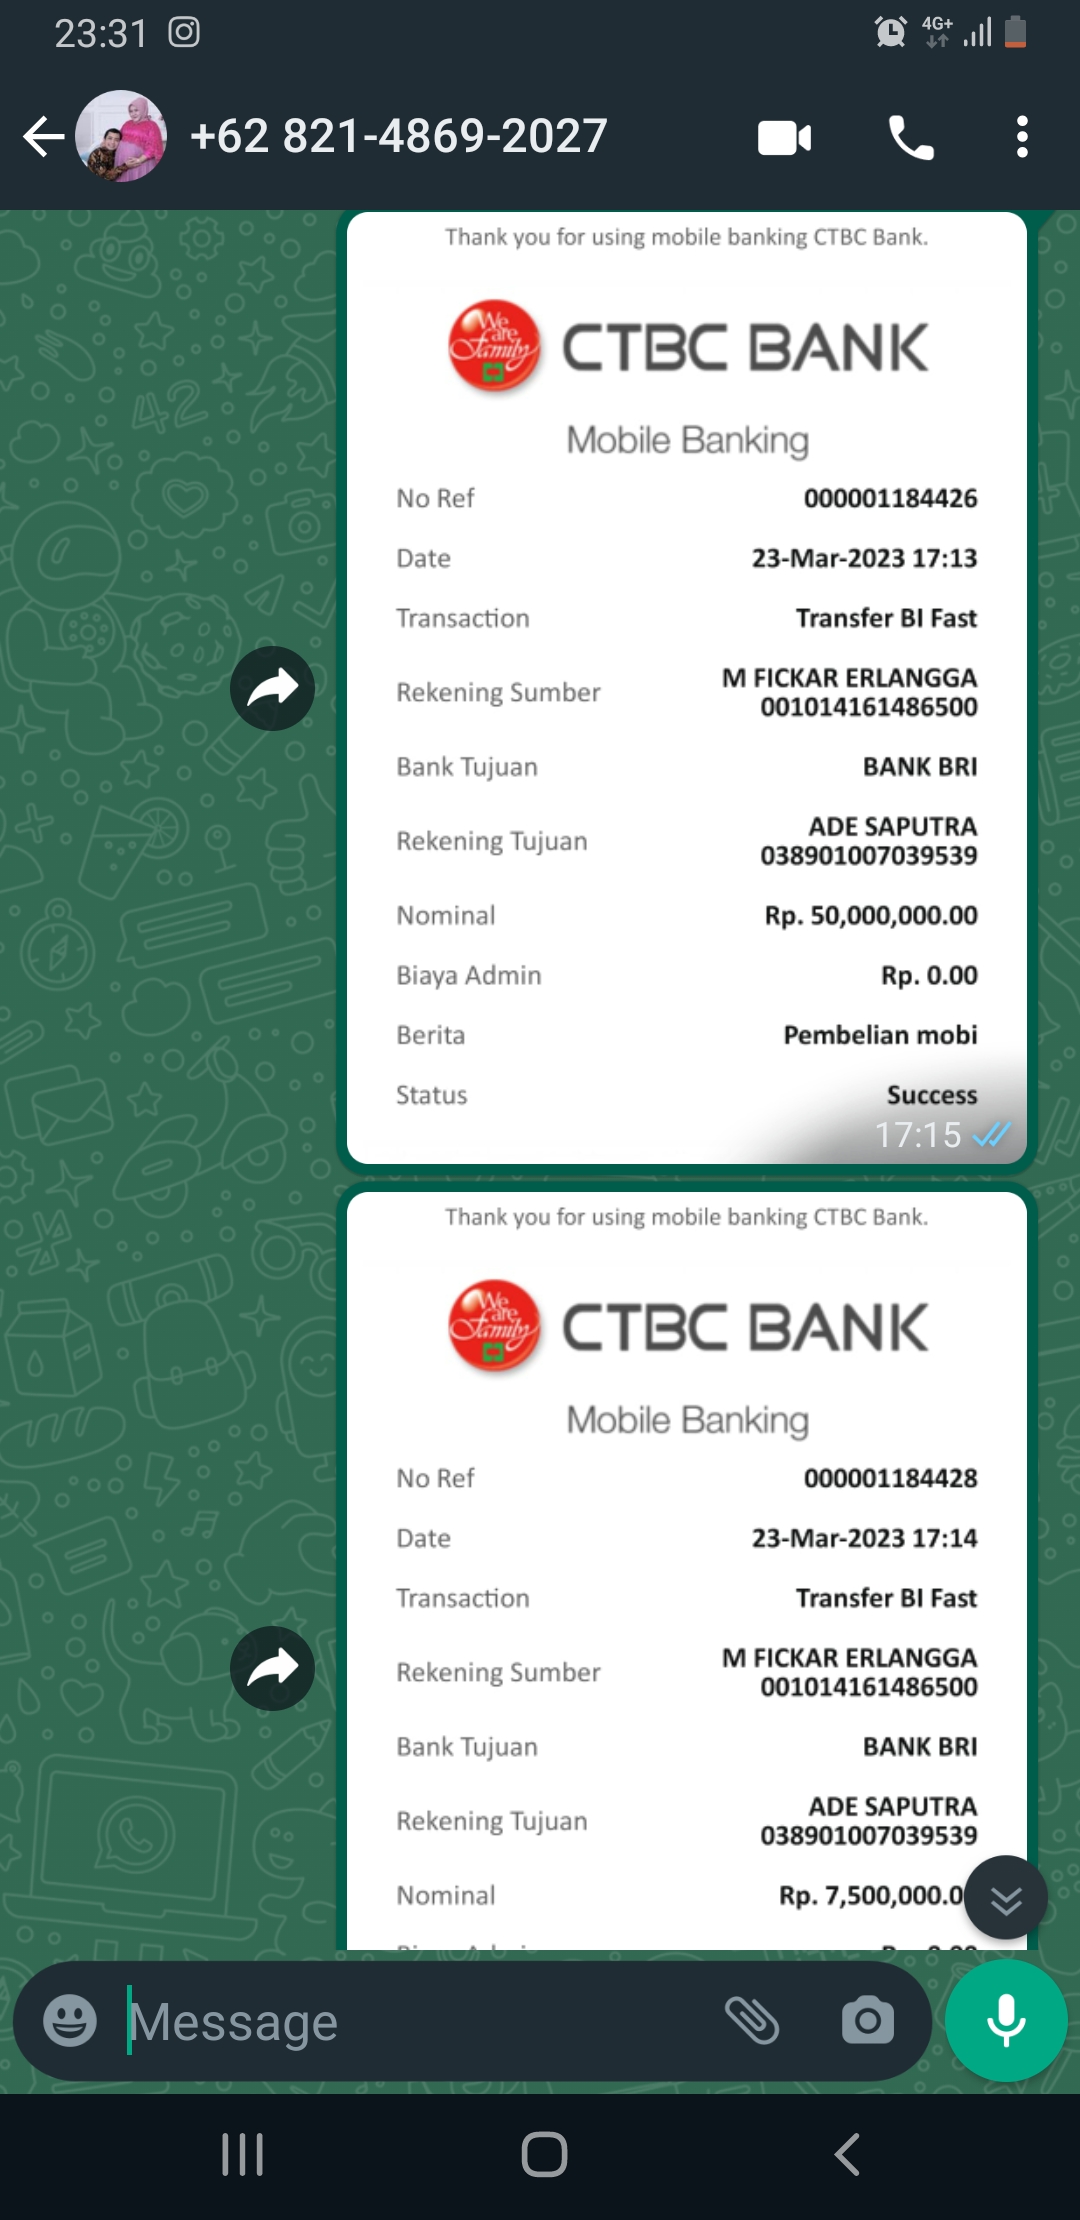 23:31
4G+
+62 821-4869-2027
Thank you for using mobile banking CTBC Bank.
We are Family
CTBC BANK
Mobile Banking
No Ref 000001184426
Date 23-Mar-2023 17:13
Transaction Transfer BI Fast
Rekening Sumber M FICKAR ERLANGGA
001014161486500
Bank Tujuan BANK BRI
Rekening Tujuan ADE SAPUTRA
038901007039539
Nominal Rp. 50,000,000.00
Biaya Admin Rp. 0.00
Berita Pembelian mobi
Status Success
17:15
Thank you for using mobile banking CTBC Bank.
We are Family
CTBC BANK
Mobile Banking
No Ref 000001184428
Date 23-Mar-2023 17:14
Transaction Transfer BI Fast
Rekening Sumber M FICKAR ERLANGGA
001014161486500
Bank Tujuan BANK BRI
Rekening Tujuan ADE SAPUTRA
038901007039539
Nominal Rp. 7,500,000.0
Message